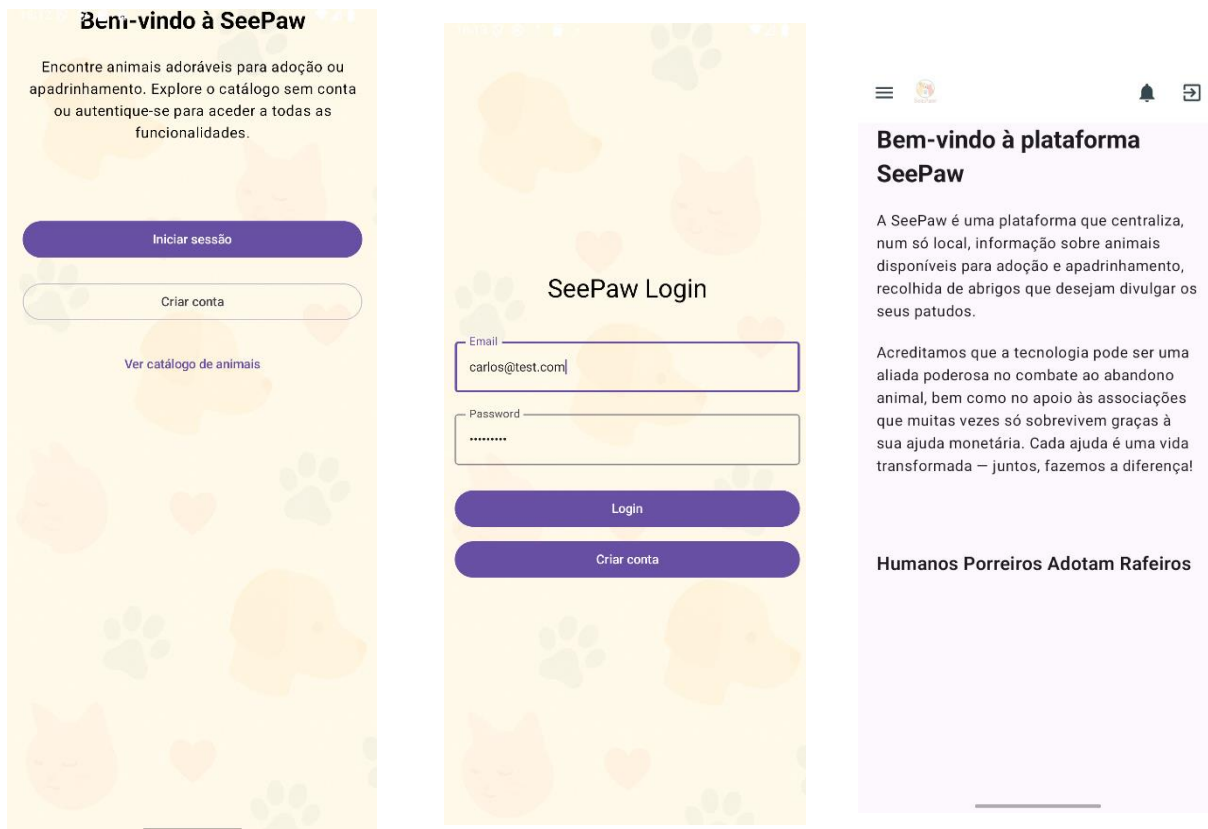 Bem-vindo à SeePaw
Encontre animais adoráveis para adoção ou
apadrinhamento. Explore o catálogo sem conta
ou autentique-se para aceder a todas as
funcionalidades.
Iniciar sessão
Criar conta
Ver catálogo de animais
SeePaw Login
Email
carlos@test.com
Password
Login
Criar conta
Bem-vindo à plataforma
SeePaw
A SeePaw é uma plataforma que centraliza,
num só local, informação sobre animais
disponíveis para adoção e apadrinhamento,
recolhida de abrigos que desejam divulgar os
seus patudos.
Acreditamos que a tecnologia pode ser uma
aliada poderosa no combate ao abandono
animal, bem como no apoio às associações
que muitas vezes só sobrevivem graças à
sua ajuda monetária. Cada ajuda é uma vida
transformada — juntos, fazemos a diferença!
Humanos Porreiros Adotam Rafeiros